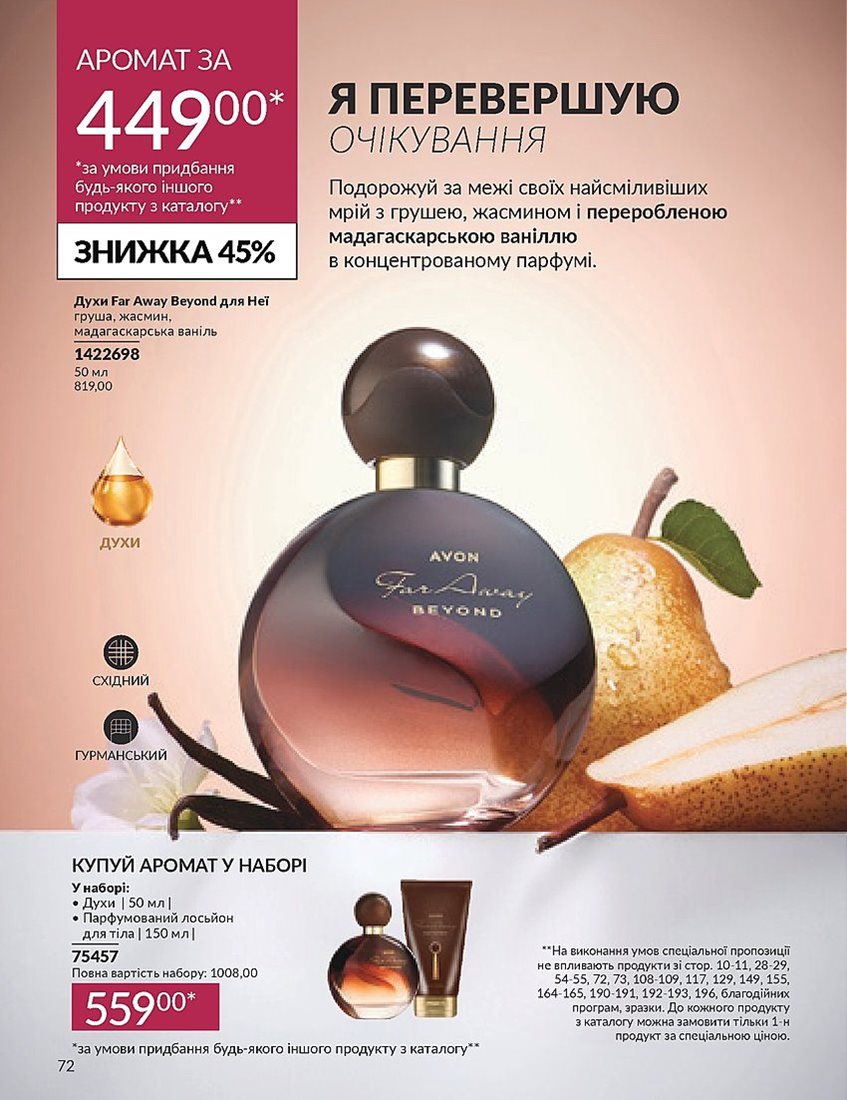 АРОМАТ ЗА
44900*
*за умови придбання
будь-якого іншого
продукту з каталогу**
ЗНИЖКА 45%
Я ПЕРЕВЕРШУЮ
ОЧІКУВАННЯ
Подорожуй за межі своїх найсміливіших
мрій з грушею, жасмином і переробленою
мадагаскарською ваніллю
в концентрованому парфумі.
Духи Far Away Beyond для Неї
груша, жасмин,
мадагаскарська ваніль
1422698
50 мл
819,00
ДУХИ
СХІДНИЙ
ГУРМАНСЬКИЙ
AVON
Far Away
BEYOND
КУПУЙ АРОМАТ У НАБОРІ
У наборі:
• Духи | 50 мл |
• Парфумований лосьйон
для тіла | 150 мл |
75457
Повна вартість набору: 1008,00
55900*
*за умови придбання будь-якого іншого продукту з каталогу**
**На виконання умов спеціальної пропозиції
не впливають продукти зі стор. 10-11, 28-29,
54-55, 72, 73, 108-109, 117, 129, 149, 155,
164-165, 190-191, 192-193, 196, благодійних
програм, зразки. До кожного продукту
з каталогу можна замовити тільки 1-н
продукт за спеціальною ціною.
72